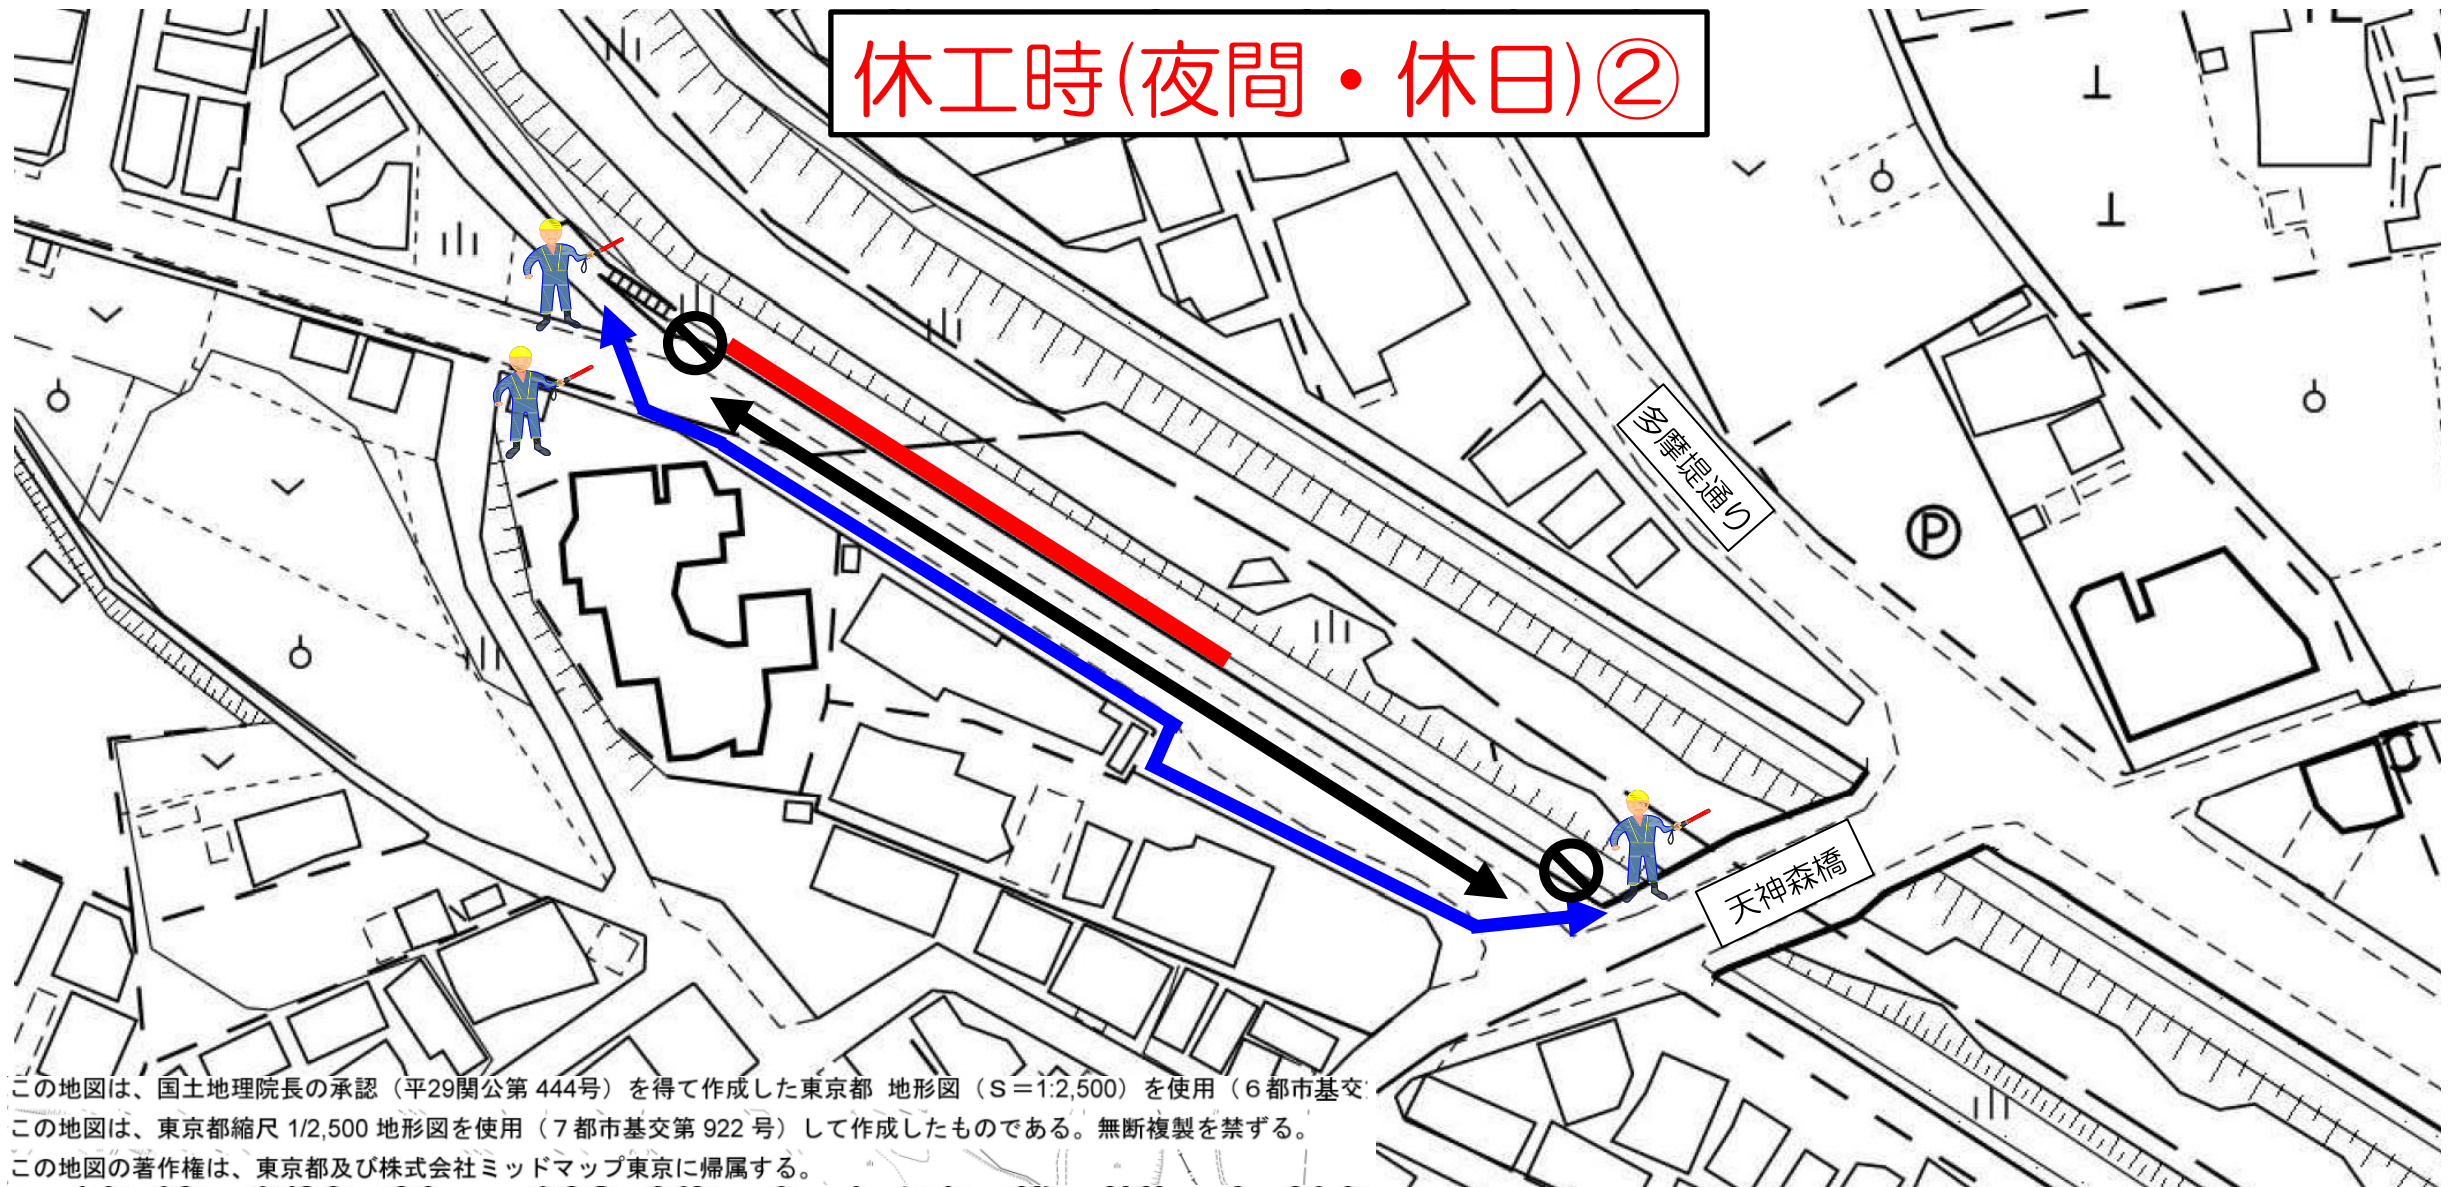 休工時(夜間・休日)②
多摩堤通り
P
天神森橋
この地図は、国土地理院長の承認（平29関公第 444号）を得て作成した東京都 地形図（Ｓ＝1:2,500）を使用（６都市基交
この地図は、東京都縮尺 1/2,500 地形図を使用（７都市基交第 922 号）して作成したものである。無断複製を禁ずる。
この地図の著作権は、東京都及び株式会社ミッドマップ東京に帰属する。